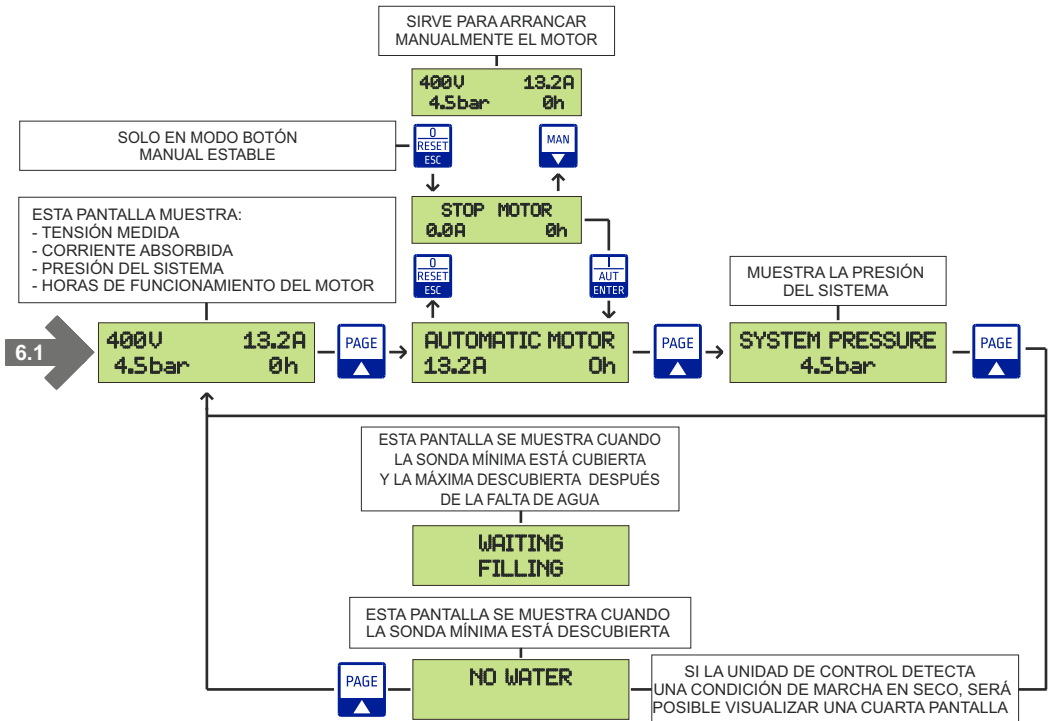 SIRVE PARA ARRANCAR
MANUALMENTE EL MOTOR
400V 13.2A
4.5bar 0h
SOLO EN MODO BOTÓN
MANUAL ESTABLE
0
RESET
ESC
MAN
STOP MOTOR
0.0A 0h
ESTA PANTALLA MUESTRA:
- TENSIÓN MEDIDA
- CORRIENTE ABSORBIDA
- PRESIÓN DEL SISTEMA
- HORAS DE FUNCIONAMIENTO DEL MOTOR
0
RESET
ESC
I
AUT
ENTER
MUESTRA LA PRESIÓN
DEL SISTEMA
6.1
400V 13.2A
4.5bar 0h
PAGE
AUTOMATIC MOTOR
13.2A 0h
PAGE
SYSTEM PRESSURE
4.5bar
PAGE
ESTA PANTALLA SE MUESTRA CUANDO
LA SONDA MÍNIMA ESTÁ CUBIERTA
Y LA MÁXIMA DESCUBIERTA DESPUÉS
DE LA FALTA DE AGUA
WAITING
FILLING
ESTA PANTALLA SE MUESTRA CUANDO
LA SONDA MÍNIMA ESTÁ DESCUBIERTA
PAGE
NO WATER
SI LA UNIDAD DE CONTROL DETECTA
UNA CONDICIÓN DE MARCHA EN SECO, SERÁ
POSIBLE VISUALIZAR UNA CUARTA PANTALLA